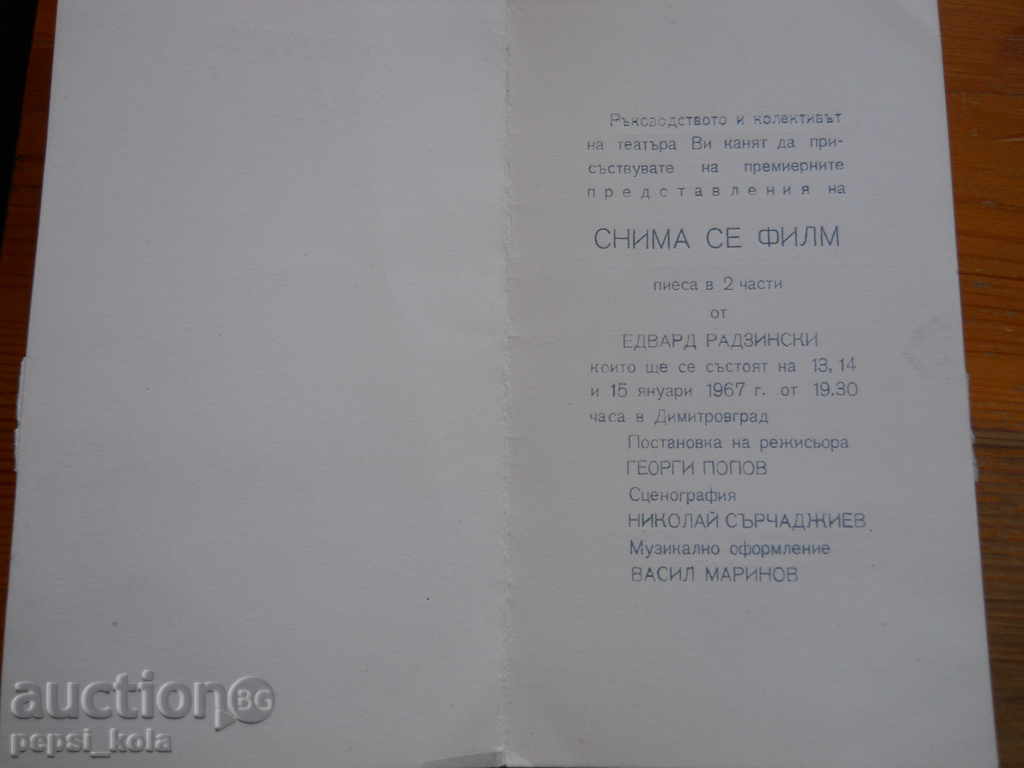 Ръководството и колективът
на театъра Ви канят да при-
съствувате на премиерните
представления на
СНИМА СЕ ФИЛМ
пиеса в 2 части
от
ЕДВАРД РАДЗИНСКИ
които ще се състоят на 13, 14
и 15 януари 1967 г. от 19.30
часа в Димитровград
Постановка на режисьора
ГЕОРГИ ПОПОВ
Сценография
НИКОЛАЙ СЪРЧАДЖИЕВ
Музикално оформление
ВАСИЛ МАРИНОВ
auction BG
pepsi_kola